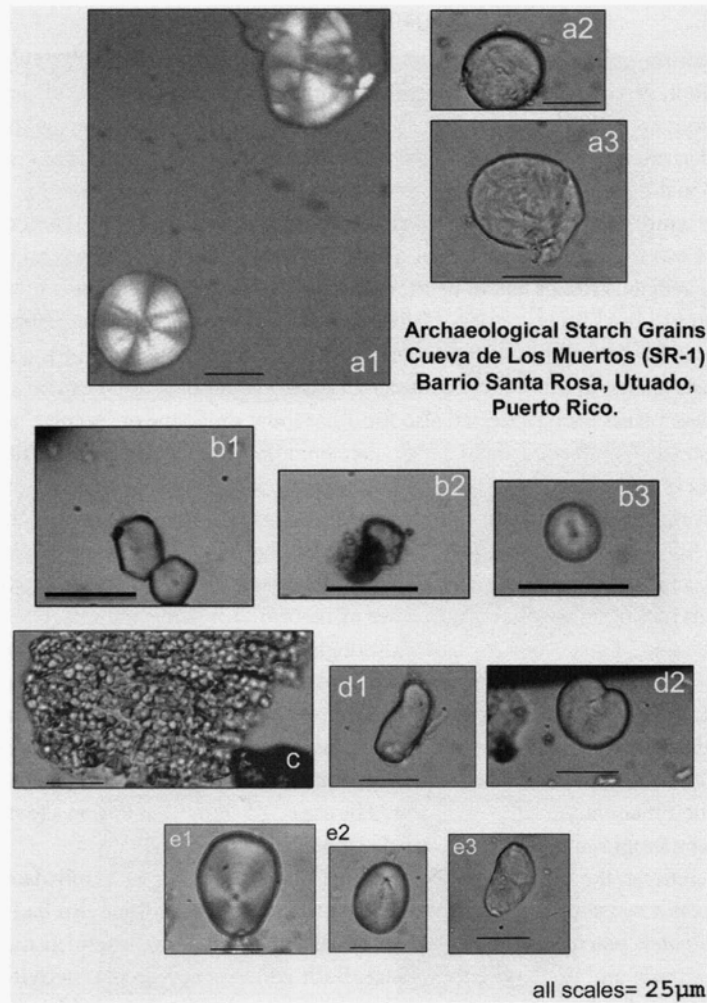 a1
a2
a3
Archaeological Starch Grains
Cueva de Los Muertos (SR-1)
Barrio Santa Rosa, Utuado,
Puerto Rico.
b1
b2
b3
c
d1
d2
e1
e2
e3
all scales= 25µm